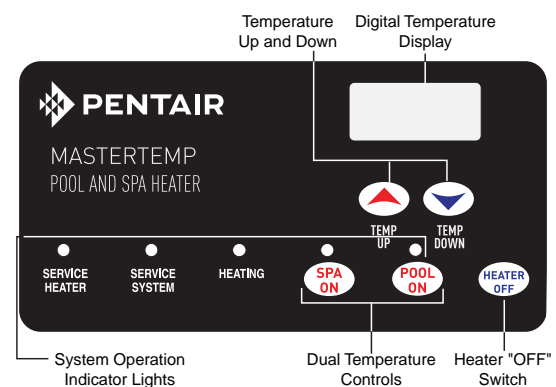 Temperature
Up and Down
Digital Temperature
Display
PENTAIR
MASTERTEMP
POOL AND SPA HEATER
TEMP
UP
TEMP
DOWN
SERVICE
HEATER
SERVICE
SYSTEM
HEATING
SPA
ON
POOL
ON
HEATER
OFF
System Operation
Indicator Lights
Dual Temperature
Controls
Heater "OFF"
Switch